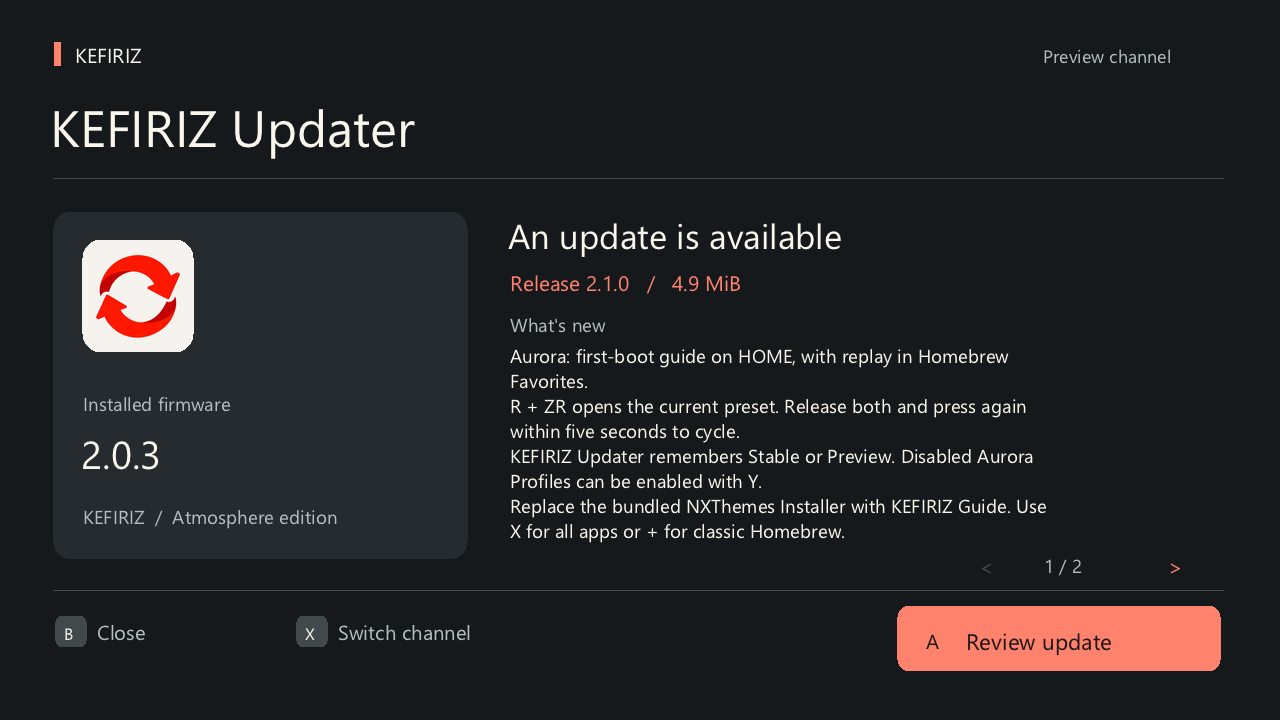 KEFIRIZ
Preview channel
KEFIRIZ Updater
Installed firmware
2.0.3
KEFIRIZ / Atmosphere edition
An update is available
Release 2.1.0 / 4.9 MiB
What's new
Aurora: first-boot guide on HOME, with replay in Homebrew
Favorites.
R + ZR opens the current preset. Release both and press again
within five seconds to cycle.
KEFIRIZ Updater remembers Stable or Preview. Disabled Aurora
Profiles can be enabled with Y.
Replace the bundled NXThemes Installer with KEFIRIZ Guide. Use
X for all apps or + for classic Homebrew.
< 1 / 2 >
B Close
X Switch channel
A Review update